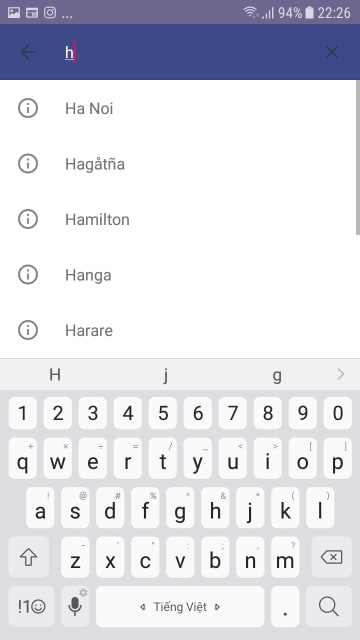 ... 94% 22:26
h
Ha Noi
Hagåtña
Hamilton
Hanga
Harare
H j g
1 2 3 4 5 6 7 8 9 0
+ × ÷ = / _ < > [ ]
q w e r t y u i o p
! @ # % ^ & * ( )
a s d f g h j k l
- ' " : ; , ?
z x c v b n m
!1☺ Tiếng Việt .